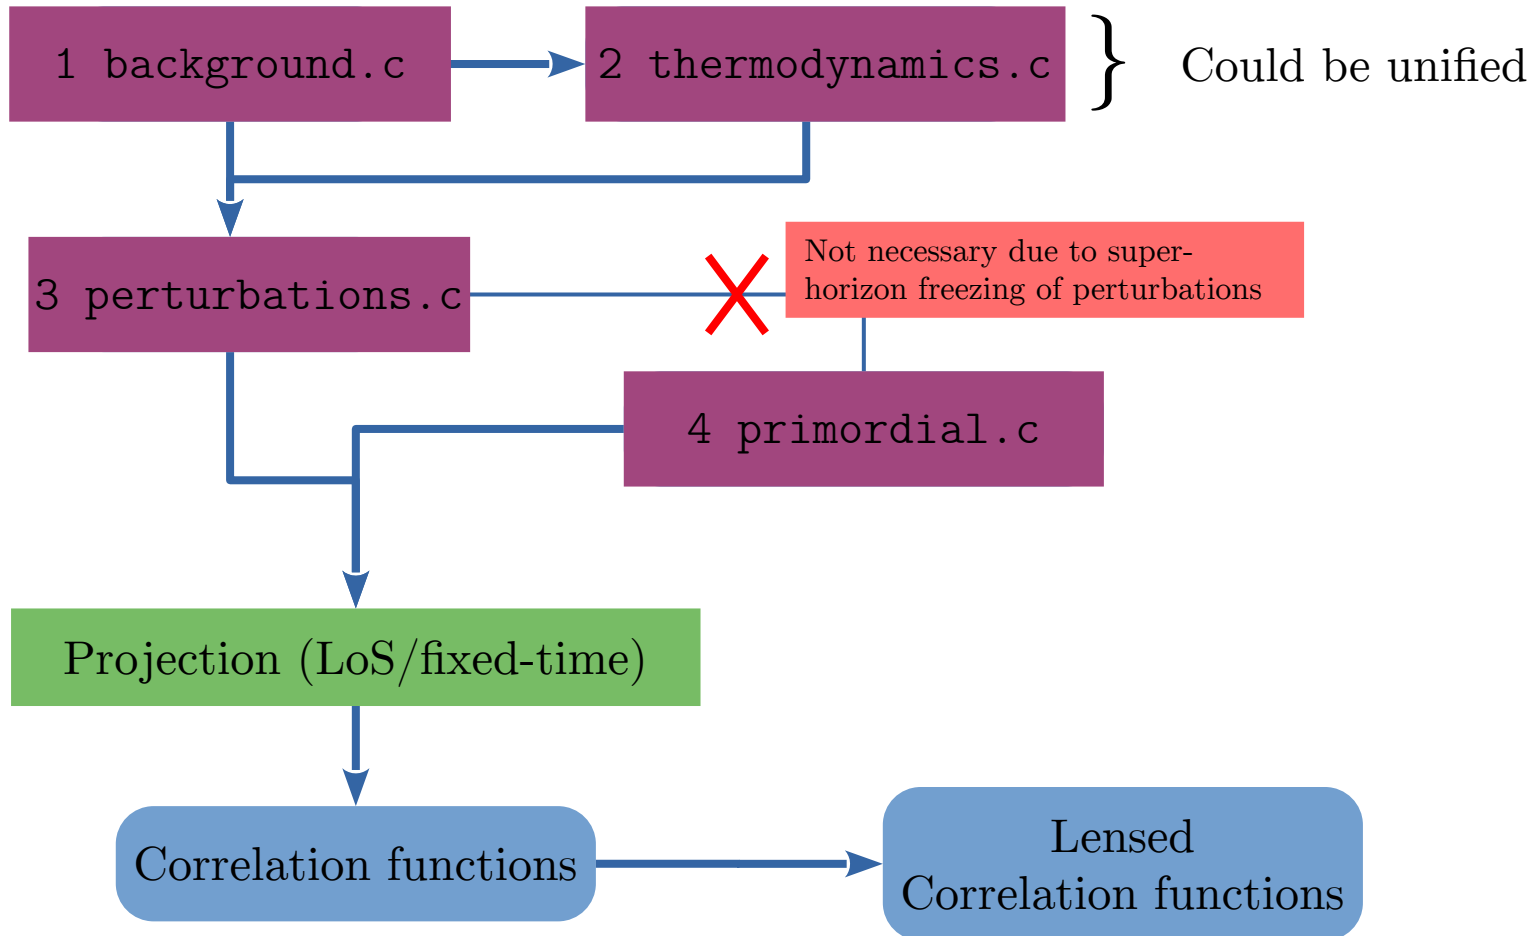 1 background.c
2 thermodynamics.c
} Could be unified
3 perturbations.c
Not necessary due to super-
horizon freezing of perturbations
4 primordial.c
Projection (LoS/fixed-time)
Correlation functions
Lensed
Correlation functions